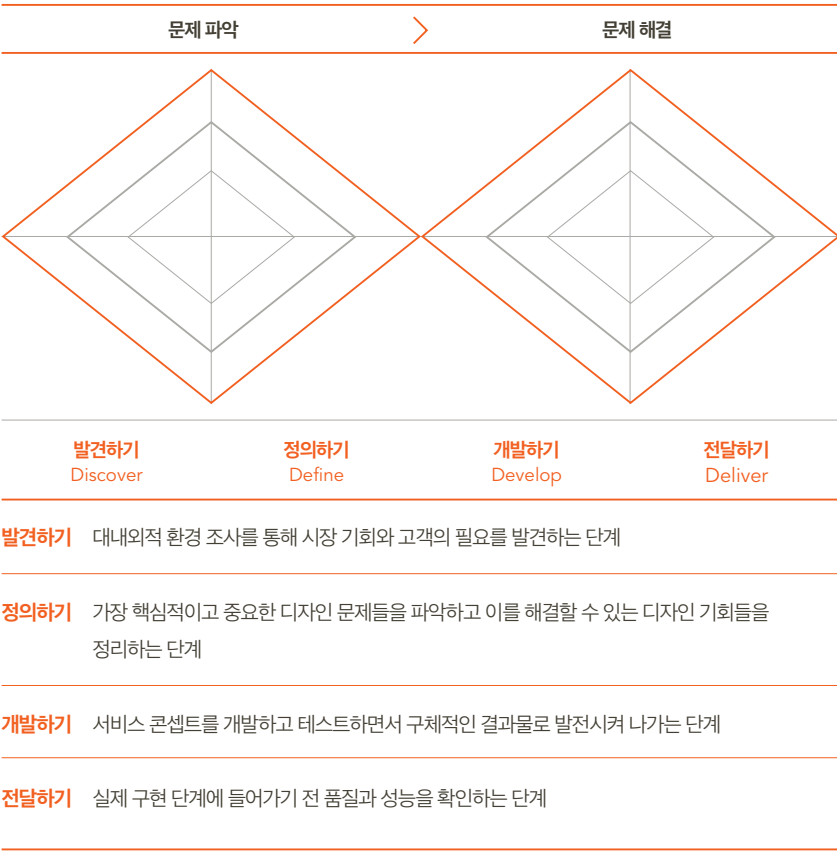 문제 파악
문제 해결
발견하기
Discover
정의하기
Define
개발하기
Develop
전달하기
Deliver
발견하기 대내외적 환경 조사를 통해 시장 기회와 고객의 필요를 발견하는 단계
정의하기 가장 핵심적이고 중요한 디자인 문제들을 파악하고 이를 해결할 수 있는 디자인 기회들을
정리하는 단계
개발하기 서비스 콘셉트를 개발하고 테스트하면서 구체적인 결과물로 발전시켜 나가는 단계
전달하기 실제 구현 단계에 들어가기 전 품질과 성능을 확인하는 단계